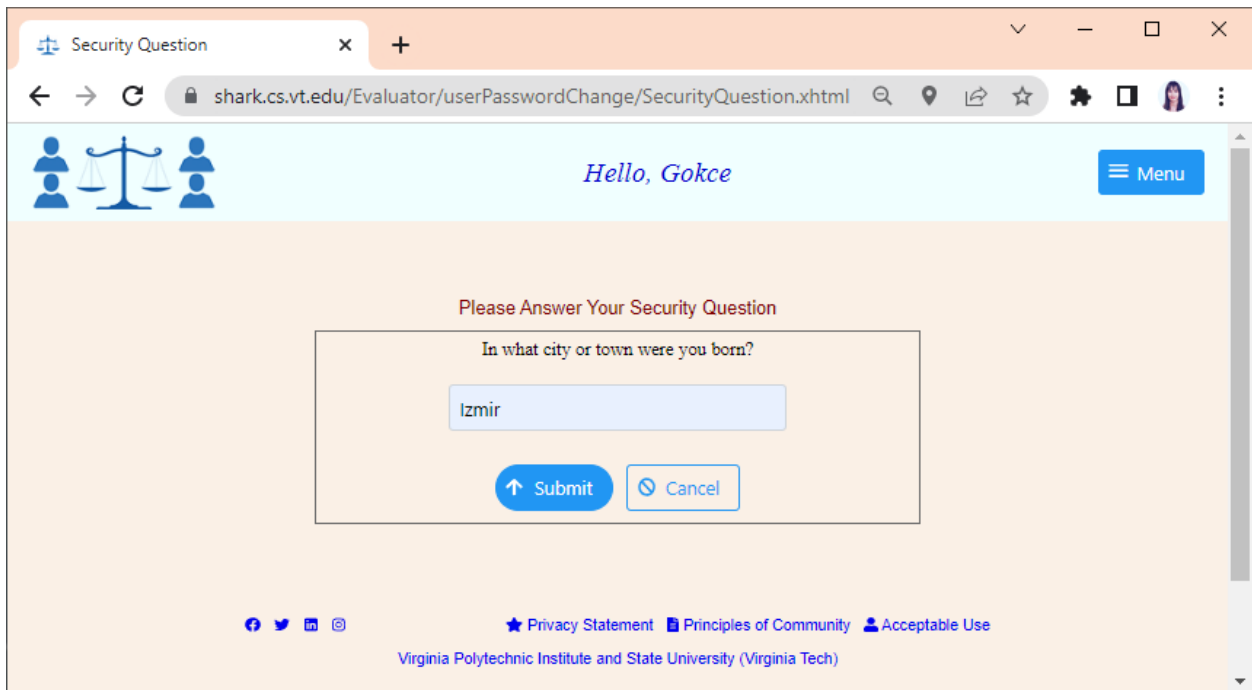 Security Question
shark.cs.vt.edu/Evaluator/userPasswordChange/SecurityQuestion.xhtml
Hello, Gokce
Menu
Please Answer Your Security Question
In what city or town were you born?
Izmir
Submit Cancel
Privacy Statement Principles of Community Acceptable Use
Virginia Polytechnic Institute and State University (Virginia Tech)